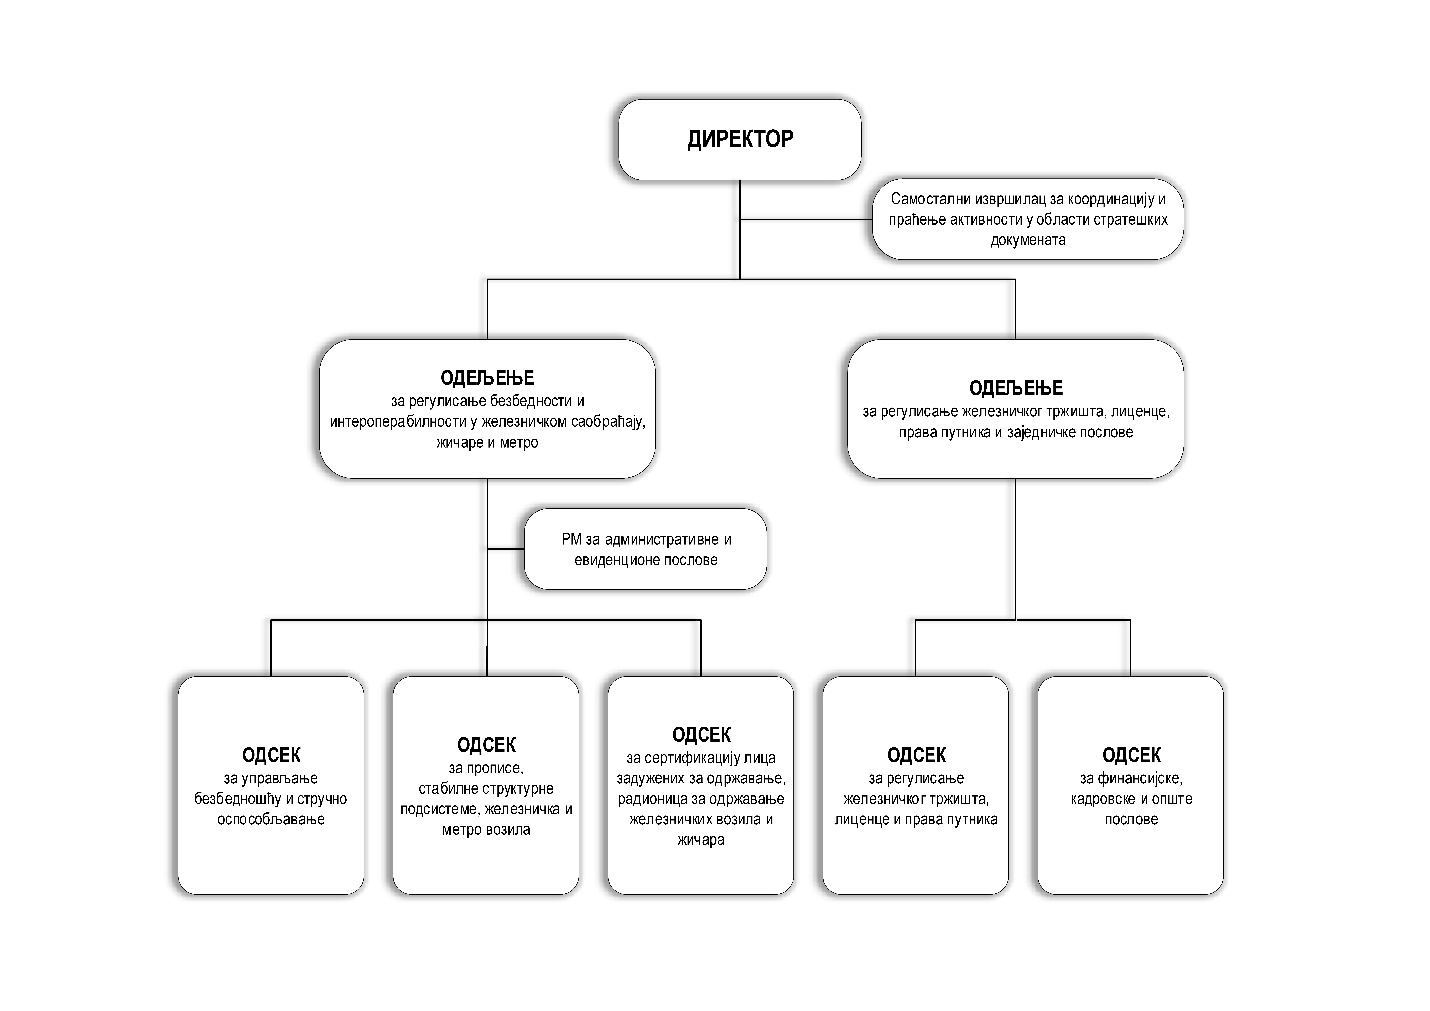 ДИРЕКТОР
Самостални извршилац за координацију и
праћење активности у области стратешких
докумената
ОДЕЉЕЊЕ
за регулисање безбедности и
интероперабилности у железничком саобраћају,
жичаре и метро
ОДЕЉЕЊЕ
за регулисање железничког тржишта, лиценце,
права путника и заједничке послове
РМ за административне и
евиденционе послове
ОДСЕК
за управљање
безбедношћу и стручно
оспособљавање
ОДСЕК
за прописе,
стабилне структурне
подсистеме, железничка и
метро возила
ОДСЕК
за сертификацију лица
задужених за одржавање,
радионица за одржавање
железничких возила и
жичара
ОДСЕК
за регулисање
железничког тржишта,
лиценце и права путника
ОДСЕК
за финансијске,
кадровске и опште
послове